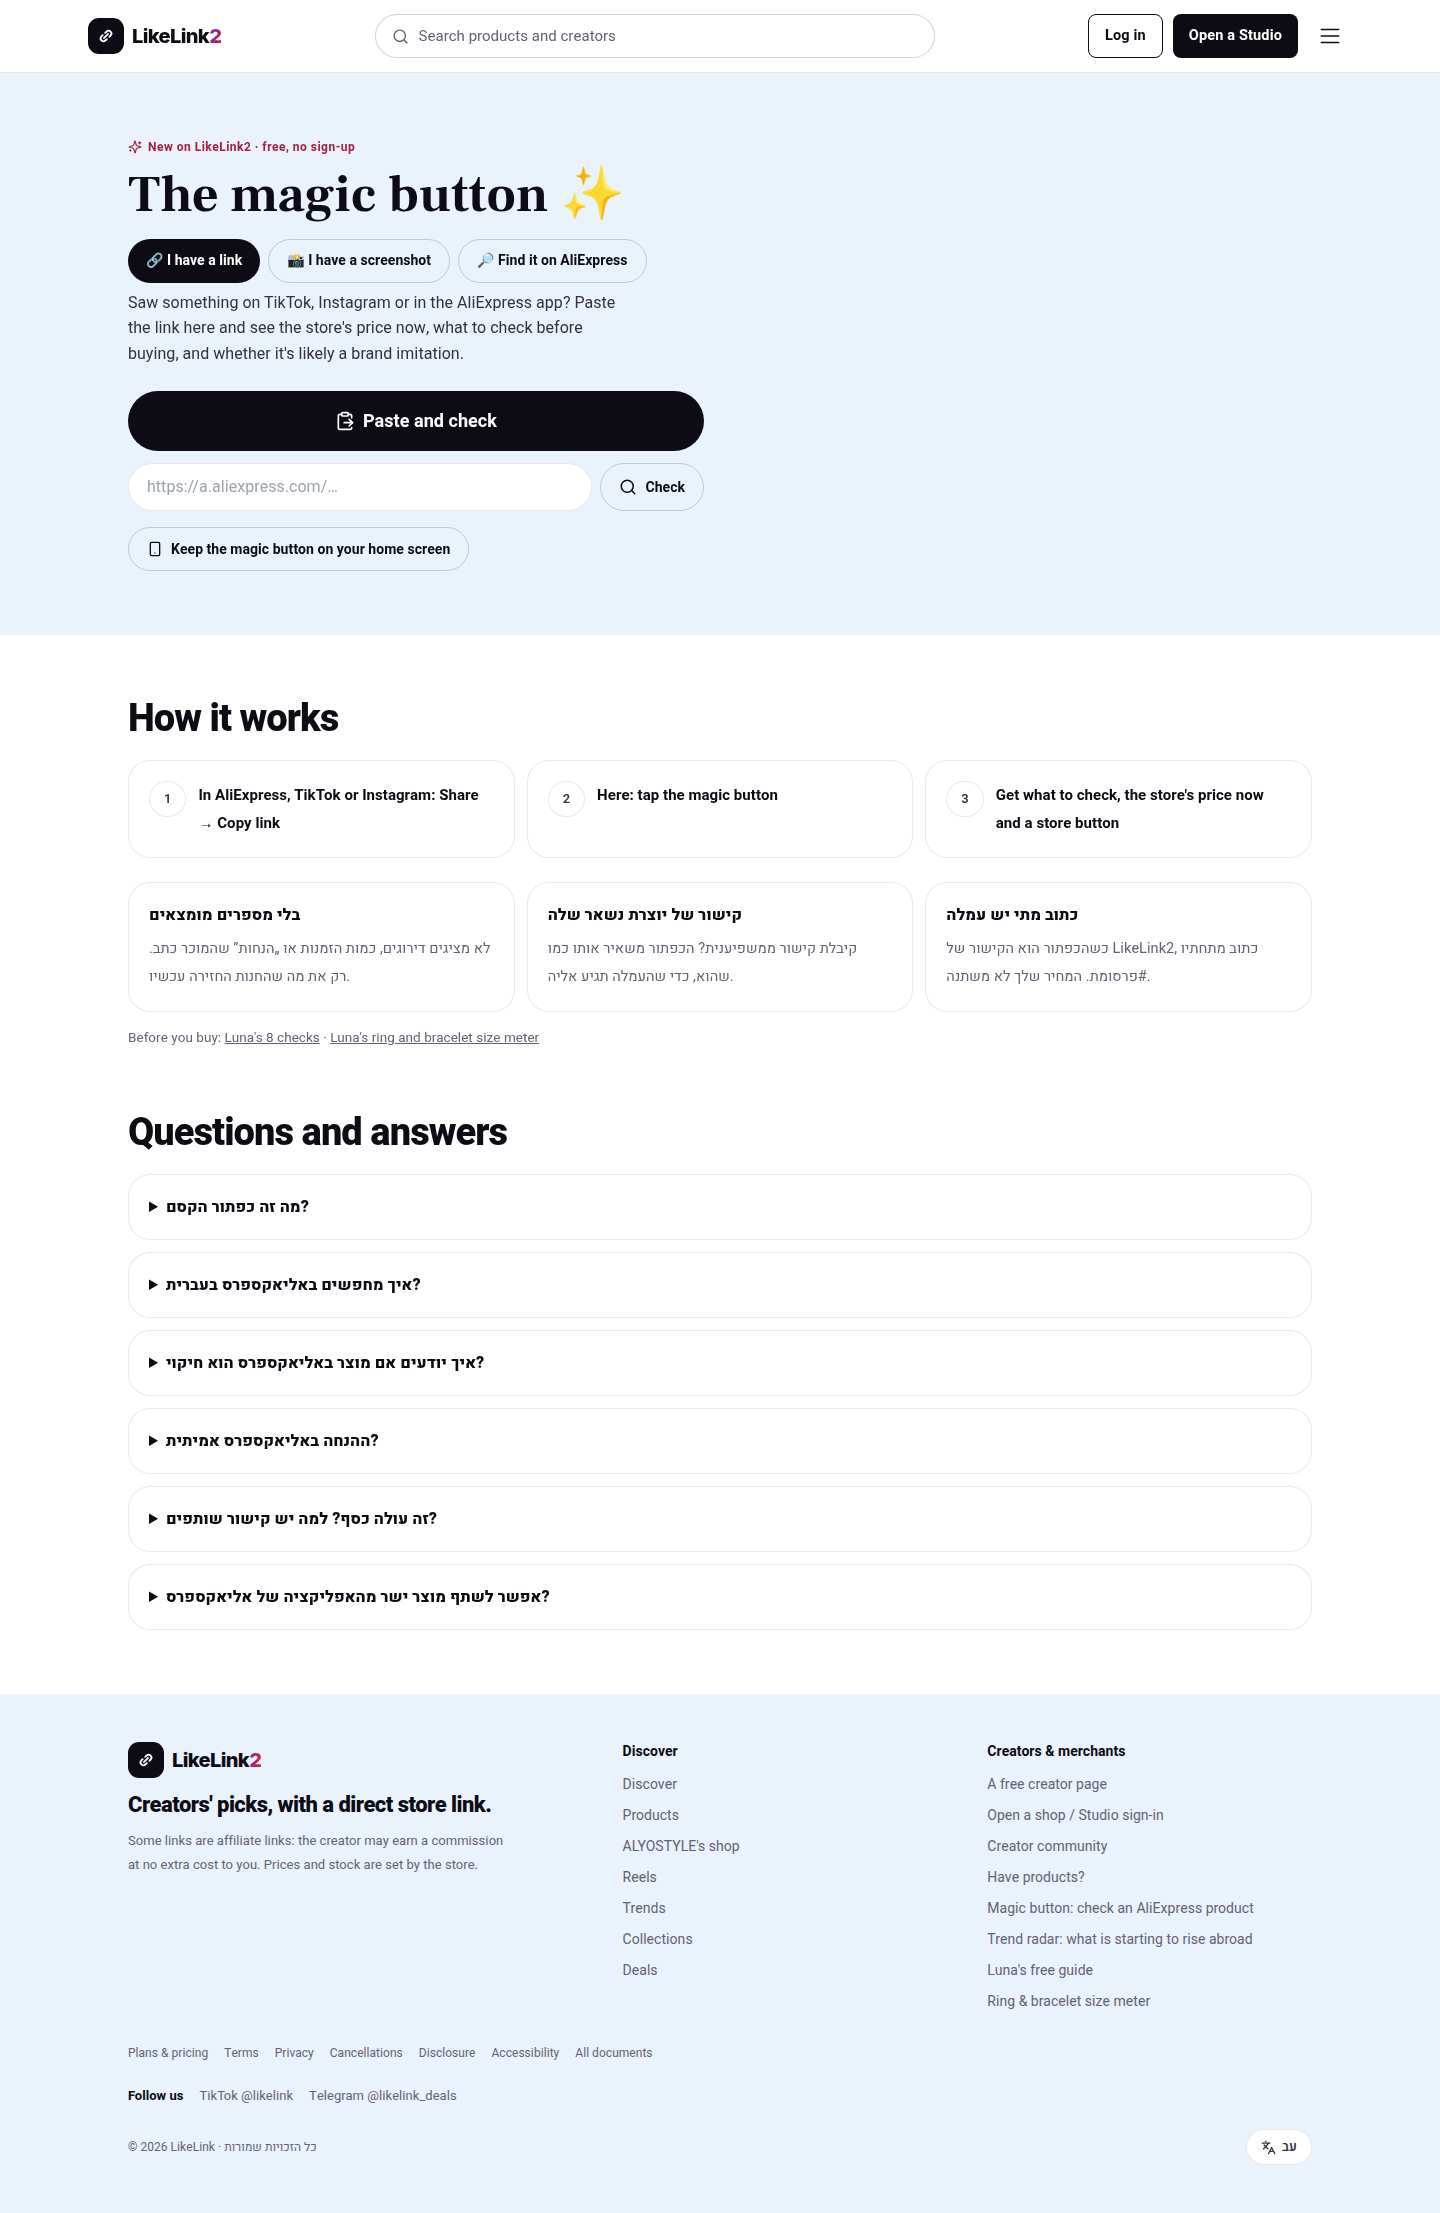 LikeLink2
Search products and creators
Log in
Open a Studio
New on LikeLink2 · free, no sign-up
The magic button ✨
🔗 I have a link
📸 I have a screenshot
🔎 Find it on AliExpress
Saw something on TikTok, Instagram or in the AliExpress app? Paste
the link here and see the store's price now, what to check before
buying, and whether it's likely a brand imitation.
Paste and check
https://a.aliexpress.com/…
Check
Keep the magic button on your home screen
How it works
1
In AliExpress, TikTok or Instagram: Share
→ Copy link
2
Here: tap the magic button
3
Get what to check, the store's price now
and a store button
בלי מספרים מומצאים
לא מציגים דירוגים, כמות הזמנות או „הנחות” שהמוכר כתב.
רק את מה שהחנות החזירה עכשיו.
קישור של יוצרת נשאר שלה
קיבלת קישור ממשפיענית? הכפתור משאיר אותו כמו
שהוא, כדי שהעמלה תגיע אליה.
כתוב מתי יש עמלה
כשהכפתור הוא הקישור של LikeLink2, כתוב מתחתיו
#פרסומת. המחיר שלך לא משתנה.
Before you buy: Luna's 8 checks · Luna's ring and bracelet size meter
Questions and answers
מה זה כפתור הקסם?
איך מחפשים באליאקספרס בעברית?
איך יודעים אם מוצר באליאקספרס הוא חיקוי?
ההנחה באליאקספרס אמיתית?
זה עולה כסף? למה יש קישור שותפים?
אפשר לשתף מוצר ישר מהאפליקציה של אליאקספרס?
LikeLink2
Creators' picks, with a direct store link.
Some links are affiliate links: the creator may earn a commission
at no extra cost to you. Prices and stock are set by the store.
Discover
Discover
Products
ALYOSTYLE's shop
Reels
Trends
Collections
Deals
Creators & merchants
A free creator page
Open a shop / Studio sign-in
Creator community
Have products?
Magic button: check an AliExpress product
Trend radar: what is starting to rise abroad
Luna's free guide
Ring & bracelet size meter
Plans & pricing
Terms
Privacy
Cancellations
Disclosure
Accessibility
All documents
Follow us
TikTok @likelink
Telegram @likelink_deals
© 2026 LikeLink · כל הזכויות שמורות
עב